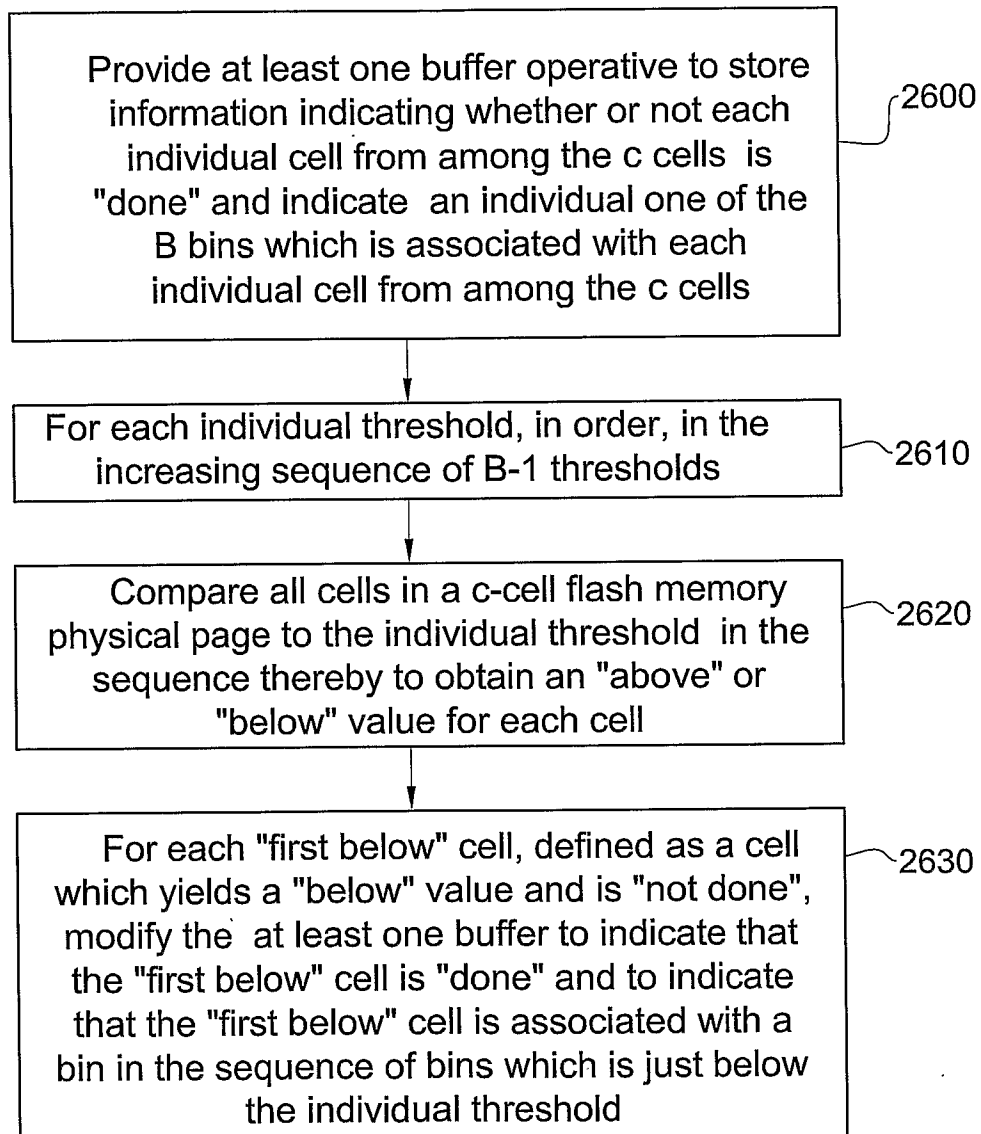 Provide at least one buffer operative to store
information indicating whether or not each
individual cell from among the c cells is
"done" and indicate an individual one of the
B bins which is associated with each
individual cell from among the c cells
2600
For each individual threshold, in order, in the
increasing sequence of B-1 thresholds
2610
Compare all cells in a c-cell flash memory
physical page to the individual threshold in the
sequence thereby to obtain an "above" or
"below" value for each cell
2620
For each "first below" cell, defined as a cell
which yields a "below" value and is "not done",
modify the at least one buffer to indicate that
the "first below" cell is "done" and to indicate
that the "first below" cell is associated with a
bin in the sequence of bins which is just below
the individual threshold
2630